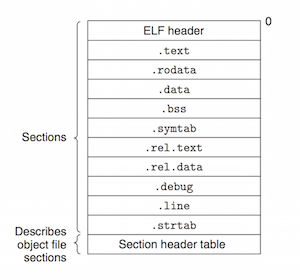 0
ELF header
.text
.rodata
.data
.bss
.symtab
.rel.text
.rel.data
.debug
.line
.strtab
Section header table
Sections
Describes
object file
sections